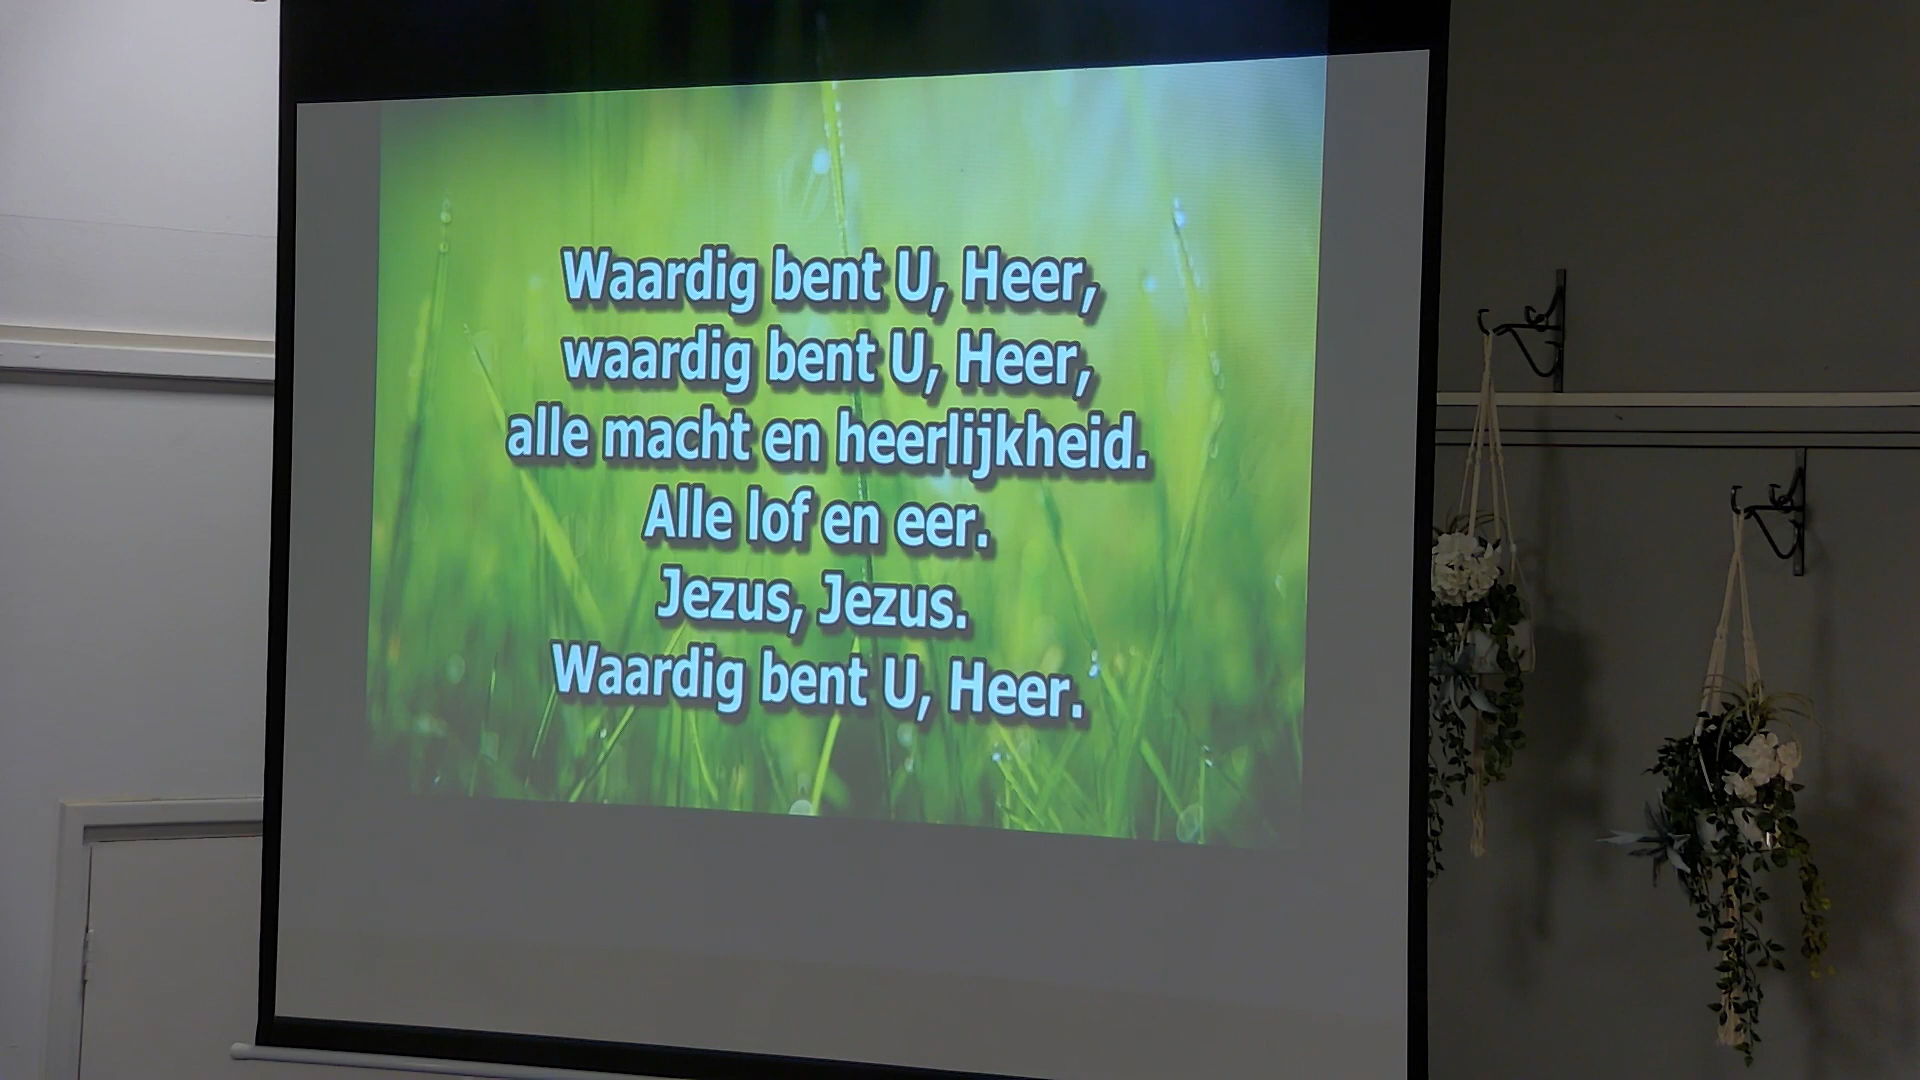 Waardig bent U, Heer,
waardig bent U, Heer,
alle macht en heerlijkheid.
Alle lof en eer.
Jezus, Jezus.
Waardig bent U, Heer.